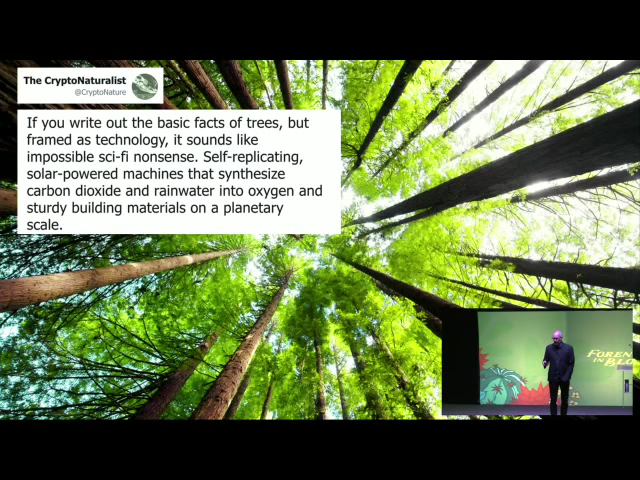 The CryptoNaturalist
@CryptoNature
If you write out the basic facts of trees, but
framed as technology, it sounds like
impossible sci-fi nonsense. Self-replicating,
solar-powered machines that synthesize
carbon dioxide and rainwater into oxygen and
sturdy building materials on a planetary
scale.
IN